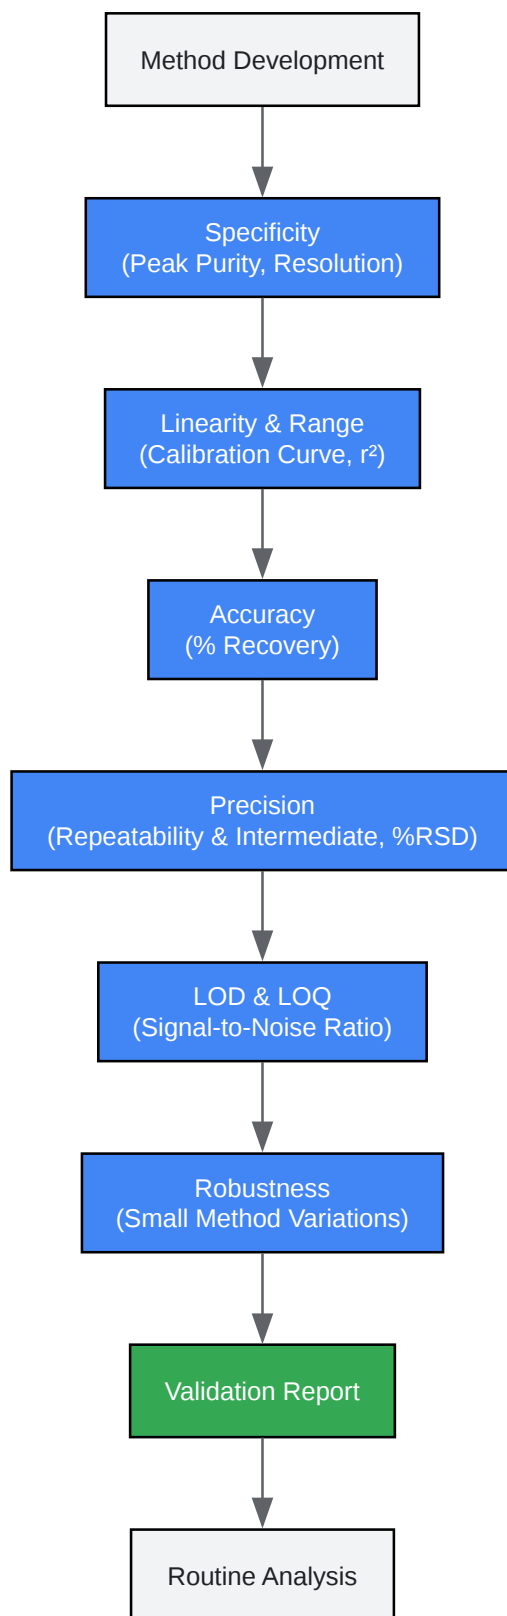 Method Development
Specificity
(Peak Purity, Resolution)
Linearity & Range
(Calibration Curve, r²)
Accuracy
(% Recovery)
Precision
(Repeatability & Intermediate, %RSD)
LOD & LOQ
(Signal-to-Noise Ratio)
Robustness
(Small Method Variations)
Validation Report
Routine Analysis